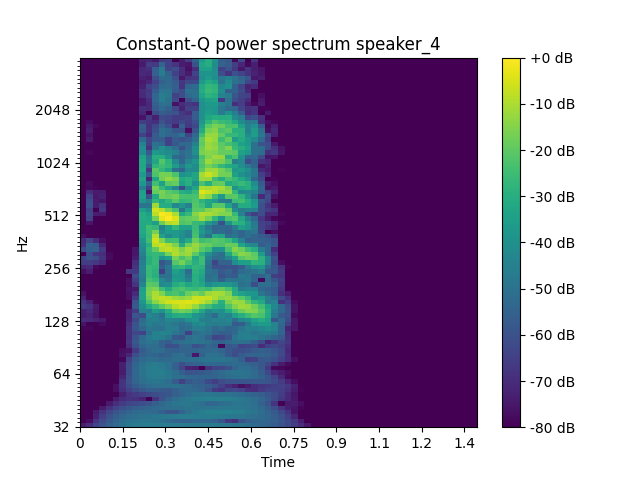 Constant-Q power spectrum speaker_4
Hz
2048
1024
512
256
128
64
32
0 0.15 0.3 0.45 0.6 0.75 0.9 1.1 1.2 1.4
Time
+0 dB
-10 dB
-20 dB
-30 dB
-40 dB
-50 dB
-60 dB
-70 dB
-80 dB